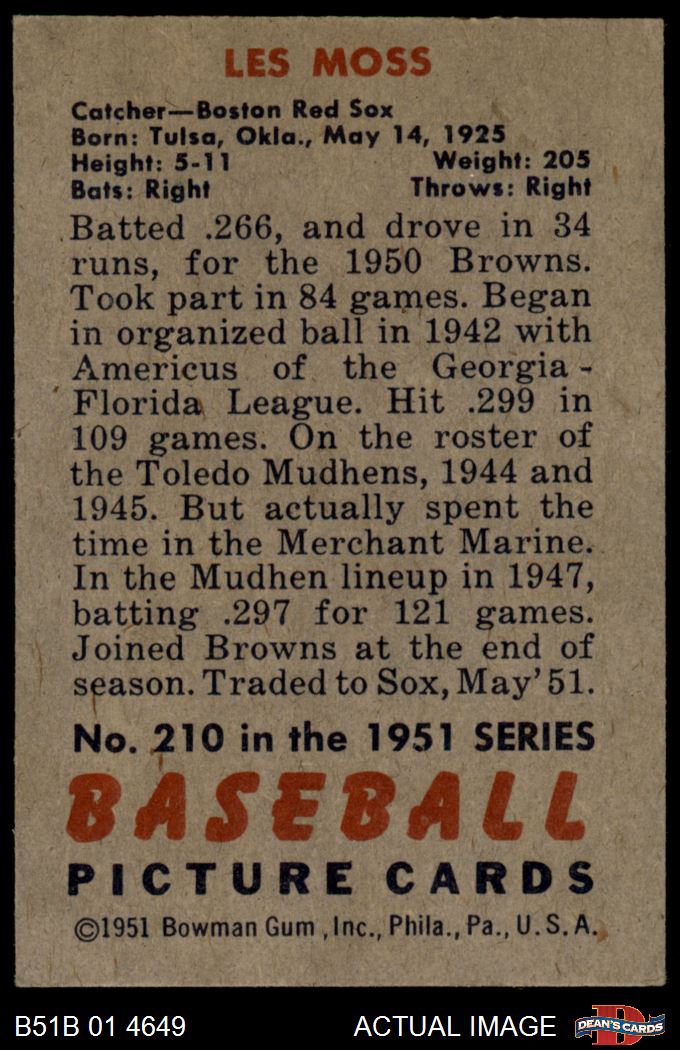 LES MOSS
Catcher—Boston Red Sox
Born: Tulsa, Okla., May 14, 1925
Height: 5-11 Weight: 205
Bats: Right Throws: Right
Batted .266, and drove in 34
runs, for the 1950 Browns.
Took part in 84 games. Began
in organized ball in 1942 with
Americus of the Georgia -
Florida League. Hit .299 in
109 games. On the roster of
the Toledo Mudhens, 1944 and
1945. But actually spent the
time in the Merchant Marine.
In the Mudhen lineup in 1947,
batting .297 for 121 games.
Joined Browns at the end of
season. Traded to Sox, May '51.
No. 210 in the 1951 SERIES
BASEBALL
PICTURE CARDS
©1951 Bowman Gum, Inc., Phila., Pa., U.S.A.
B51B 01 4649 ACTUAL IMAGE D DEAN'S CARDS